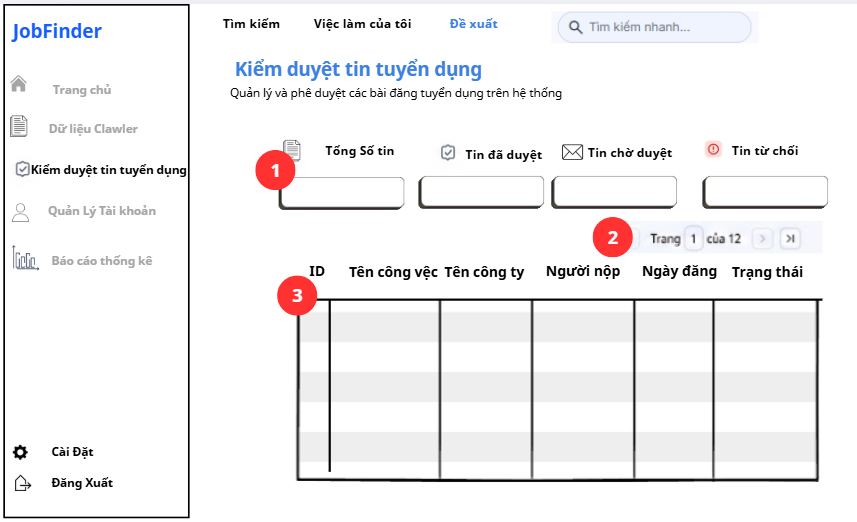 JobFinder
Tìm kiếm
Việc làm của tôi
Đề xuất
Tìm kiếm nhanh...
Trang chủ
Dữ liệu Clawler
Kiểm duyệt tin tuyển dụng
Quản Lý Tài khoản
Báo cáo thống kê
Cài Đặt
Đăng Xuất
Kiểm duyệt tin tuyển dụng
Quản lý và phê duyệt các bài đăng tuyển dụng trên hệ thống
Tổng Số tin
Tin đã duyệt
Tin chờ duyệt
Tin từ chối
1
2
Trang 1 của 12
ID
Tên công vệc
Tên công ty
Người nộp
Ngày đăng
Trạng thái
3